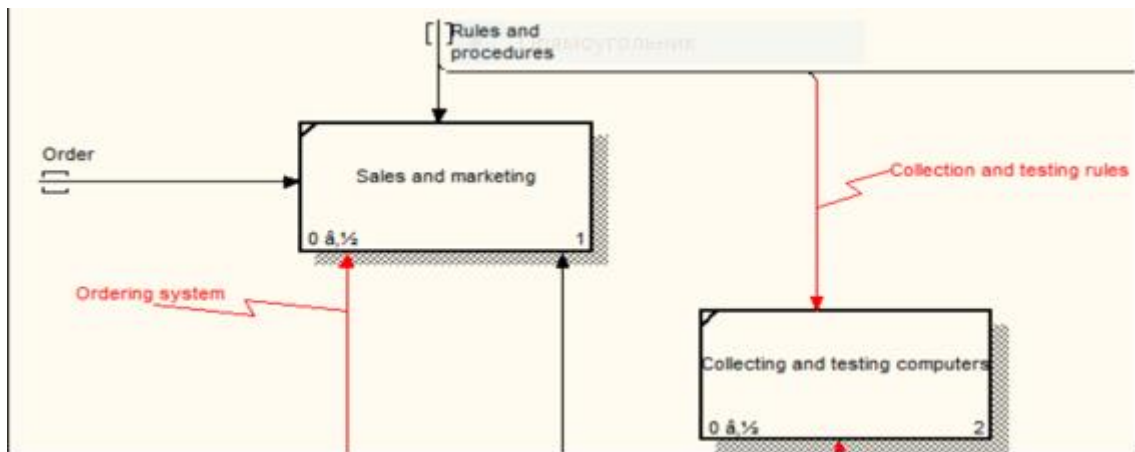 Rules and
procedures
Прямоугольник
Order
Sales and marketing
0 â‚½
1
Collection and testing rules
Ordering system
Collecting and testing computers
0 â‚½
2